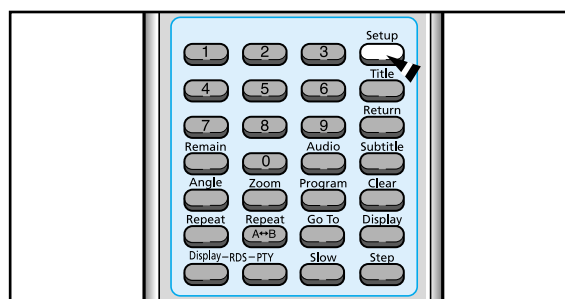 Setup
1 2 3
Title
4 5 6
Return
7 8 9
Remain Audio Subtitle
0
Angle Zoom Program Clear
Repeat Repeat Go To Display
A↔B
Display–RDS–PTY Slow Step